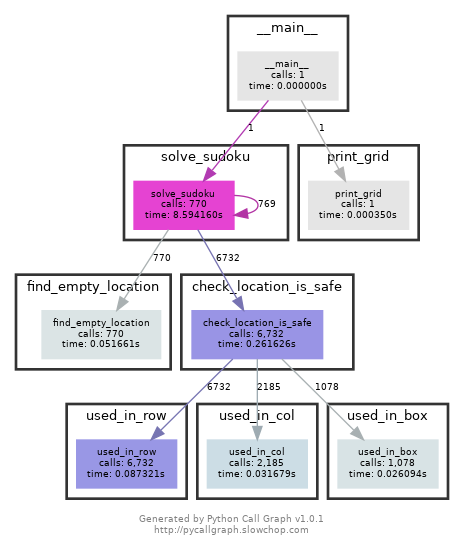 __main__
__main__
calls: 1
time: 0.000000s
1
1
solve_sudoku
solve_sudoku
calls: 770
time: 8.594160s
769
print_grid
print_grid
calls: 1
time: 0.000350s
770
6732
find_empty_location
find_empty_location
calls: 770
time: 0.051661s
check_location_is_safe
check_location_is_safe
calls: 6,732
time: 0.261626s
6732
2185
1078
used_in_row
used_in_row
calls: 6,732
time: 0.087321s
used_in_col
used_in_col
calls: 2,185
time: 0.031679s
used_in_box
used_in_box
calls: 1,078
time: 0.026094s
Generated by Python Call Graph v1.0.1
http://pycallgraph.slowchop.com